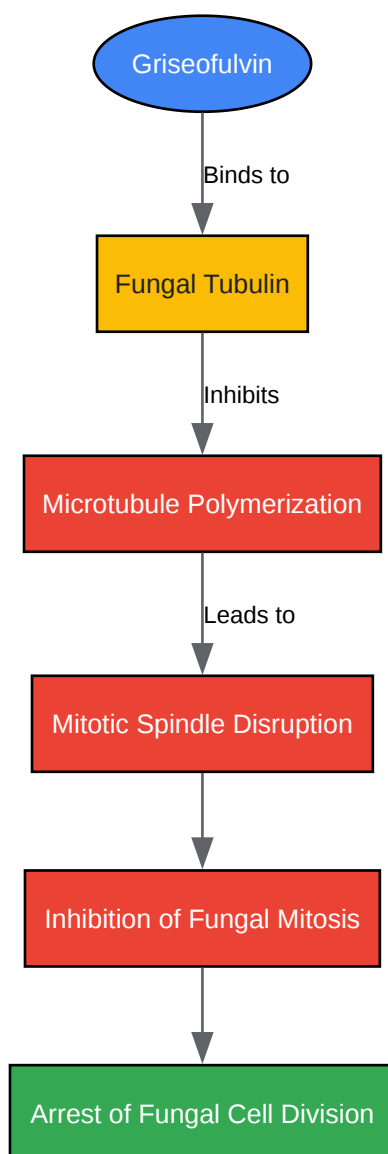 Griseofulvin
Binds to
Fungal Tubulin
Inhibits
Microtubule Polymerization
Leads to
Mitotic Spindle Disruption
Inhibition of Fungal Mitosis
Arrest of Fungal Cell Division